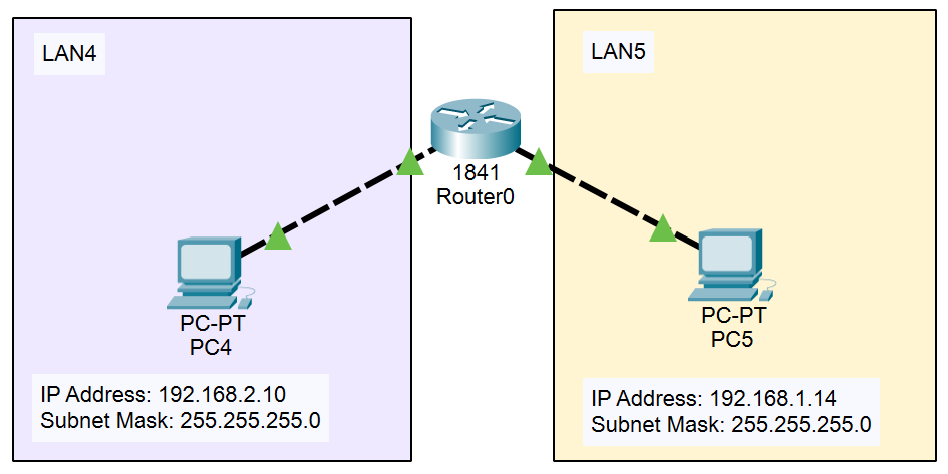 LAN4
LAN5
1841
Router0
PC-PT
PC4
PC-PT
PC5
IP Address: 192.168.2.10
Subnet Mask: 255.255.255.0
IP Address: 192.168.1.14
Subnet Mask: 255.255.255.0